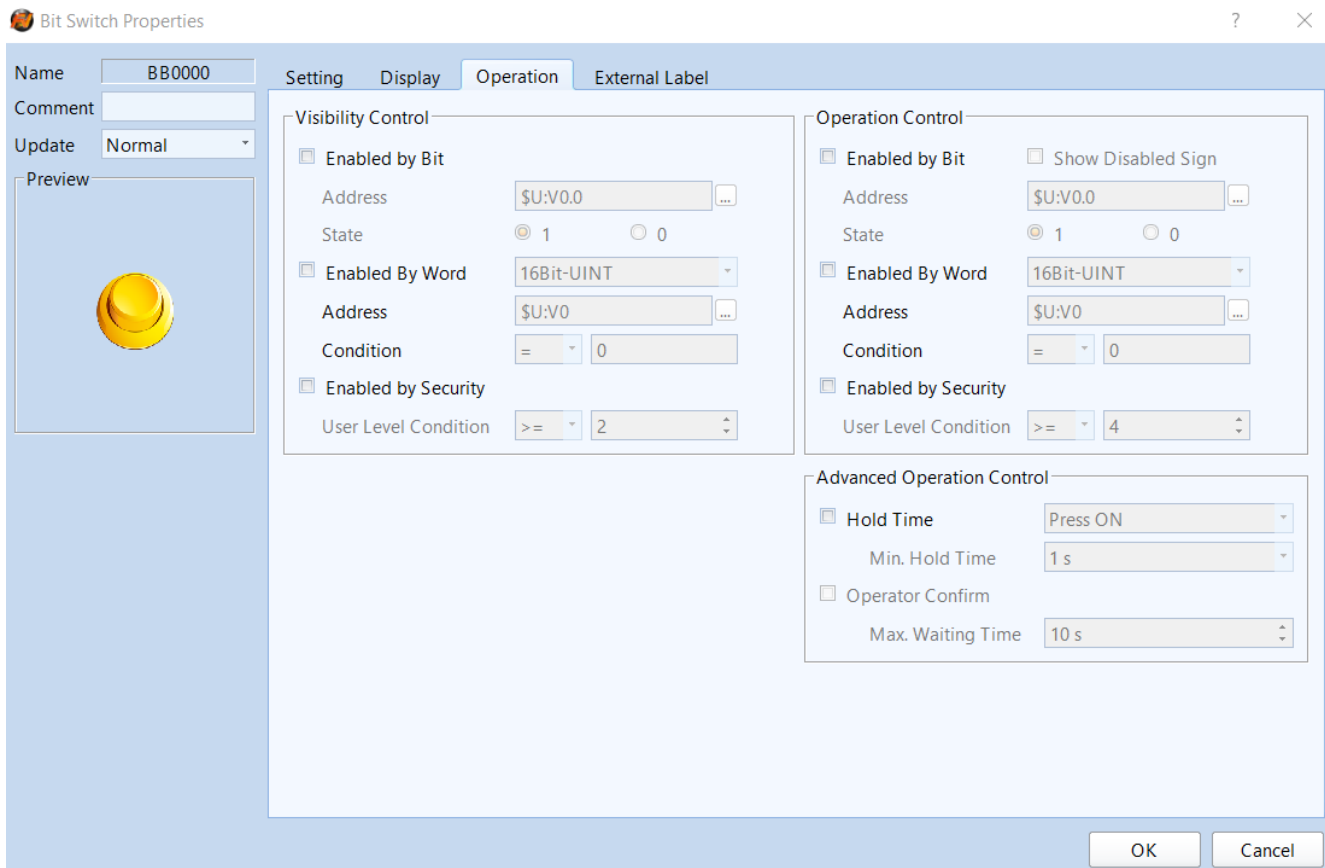 Bit Switch Properties
?
Name BB0000
Comment
Update Normal
Preview
Setting Display Operation External Label
Visibility Control
Enabled by Bit
Address $U:V0.0 ...
State 1 0
Enabled By Word 16Bit-UINT
Address $U:V0 ...
Condition = 0
Enabled by Security
User Level Condition >= 2
Operation Control
Enabled by Bit Show Disabled Sign
Address $U:V0.0 ...
State 1 0
Enabled By Word 16Bit-UINT
Address $U:V0 ...
Condition = 0
Enabled by Security
User Level Condition >= 4
Advanced Operation Control
Hold Time Press ON
Min. Hold Time 1 s
Operator Confirm
Max. Waiting Time 10 s
OK Cancel